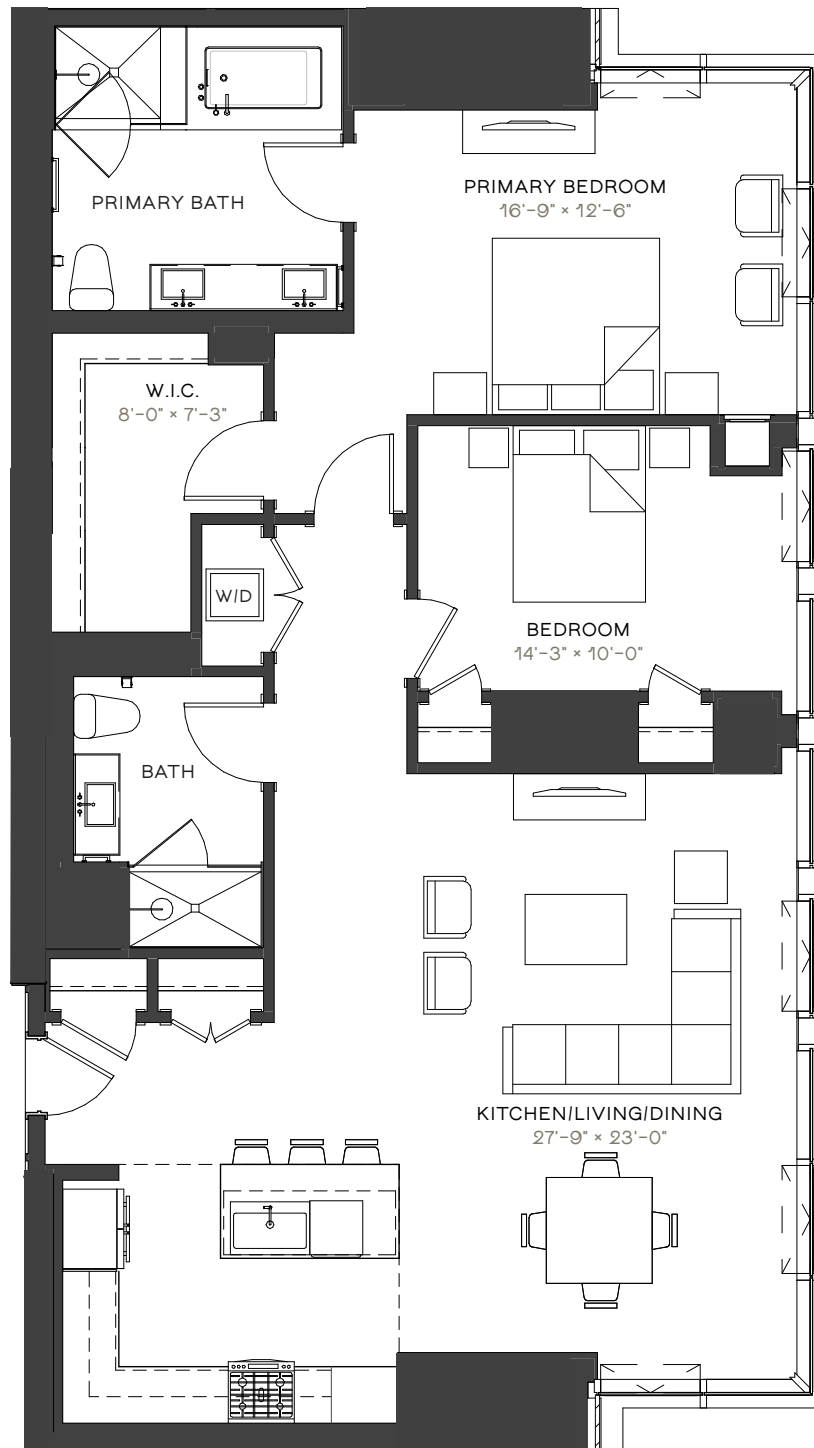 PRIMARY BATH
PRIMARY BEDROOM
16'-9" × 12'-6"
W.I.C.
8'-0" × 7'-3"
W/D
BEDROOM
14'-3" × 10'-0"
BATH
KITCHEN/LIVING/DINING
27'-9" × 23'-0"